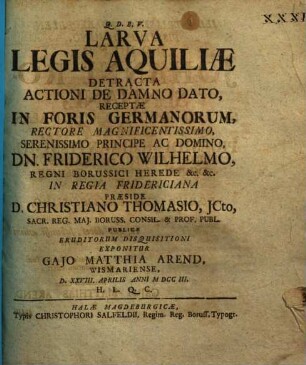 Q. D. B. V.
XXXI
LARVA
LEGIS AQUILIÆ
DETRACTA
ACTIONI DE DAMNO DATO,
RECEPTÆ
IN FORIS GERMANORUM,
RECTORE MAGNIFICENTISSIMO,
SERENISSIMO PRINCIPE AC DOMINO,
DN. FRIDERICO WILHELMO,
REGNI BORUSSICI HEREDE &c. &c.
IN REGIA FRIDERICIANA
PRÆSIDE
D. CHRISTIANO THOMASIO, JCto,
SACR. REG. MAJ. BORUSS. CONSIL. & PROF. PUBL.
PUBLICÆ
ERUDITORUM DISQUISITIONI
EXPONITUR
GAJO MATTHIA AREND,
WISMARIENSE,
D. XXVIII. APRILIS ANNI M DCC III.
H. L. Q. C.
HALÆ MAGDEBURGICÆ,
Typis CHRISTOPHORI SALFELDII, Regim. Reg. Boruss. Typogr.